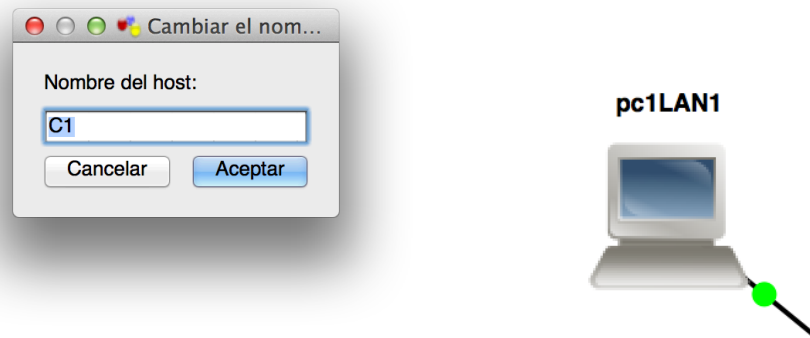 Cambiar el nom...
Nombre del host:
C1
Cancelar
Aceptar
pc1LAN1